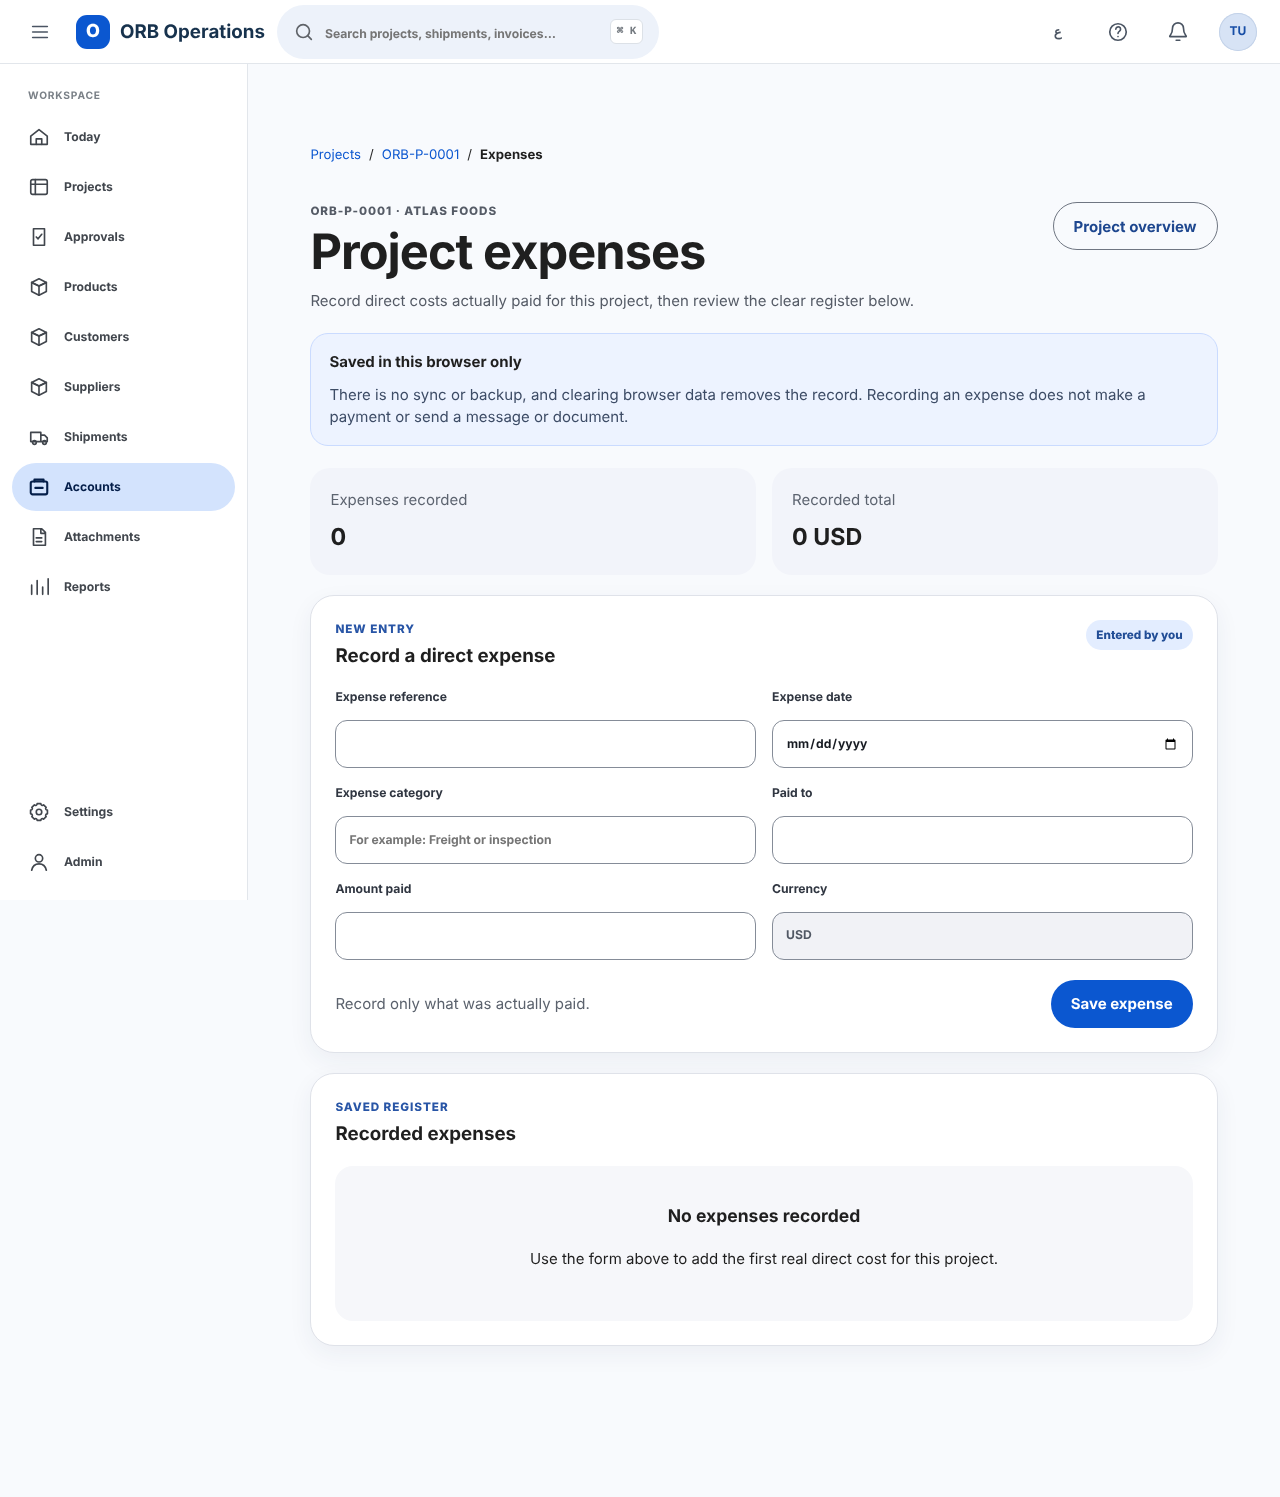 O ORB Operations
Search projects, shipments, invoices...
⌘ K
ع
TU
WORKSPACE
Today
Projects
Approvals
Products
Customers
Suppliers
Shipments
Accounts
Attachments
Reports
Settings
Admin
Projects / ORB-P-0001 / Expenses
ORB-P-0001 · ATLAS FOODS
Project expenses
Project overview
Record direct costs actually paid for this project, then review the clear register below.
Saved in this browser only
There is no sync or backup, and clearing browser data removes the record. Recording an expense does not make a
payment or send a message or document.
Expenses recorded
0
Recorded total
0 USD
NEW ENTRY
Record a direct expense
Entered by you
Expense reference
Expense date
mm/dd/yyyy
Expense category
Paid to
For example: Freight or inspection
Amount paid
Currency
USD
Record only what was actually paid.
Save expense
SAVED REGISTER
Recorded expenses
No expenses recorded
Use the form above to add the first real direct cost for this project.